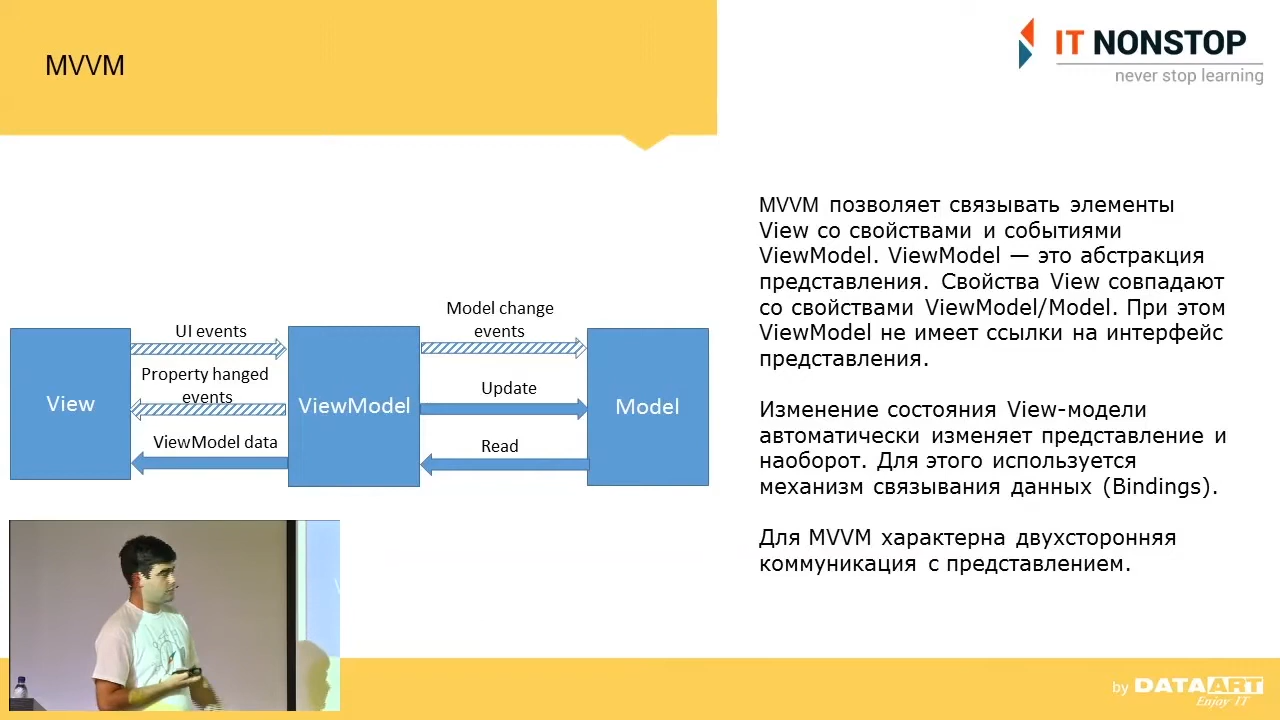 MVVM
IT NONSTOP
never stop learning
MVVM позволяет связывать элементы
View со свойствами и событиями
ViewModel. ViewModel — это абстракция
представления. Свойства View совпадают
со свойствами ViewModel/Model. При этом
ViewModel не имеет ссылки на интерфейс
представления.
Изменение состояния View-модели
автоматически изменяет представление и
наоборот. Для этого используется
механизм связывания данных (Bindings).
Для MVVM характерна двухсторонняя
коммуникация с представлением.
View
UI events
Property hanged
events
ViewModel data
ViewModel
Model change
events
Update
Read
Model
by DATAART
Enjoy IT